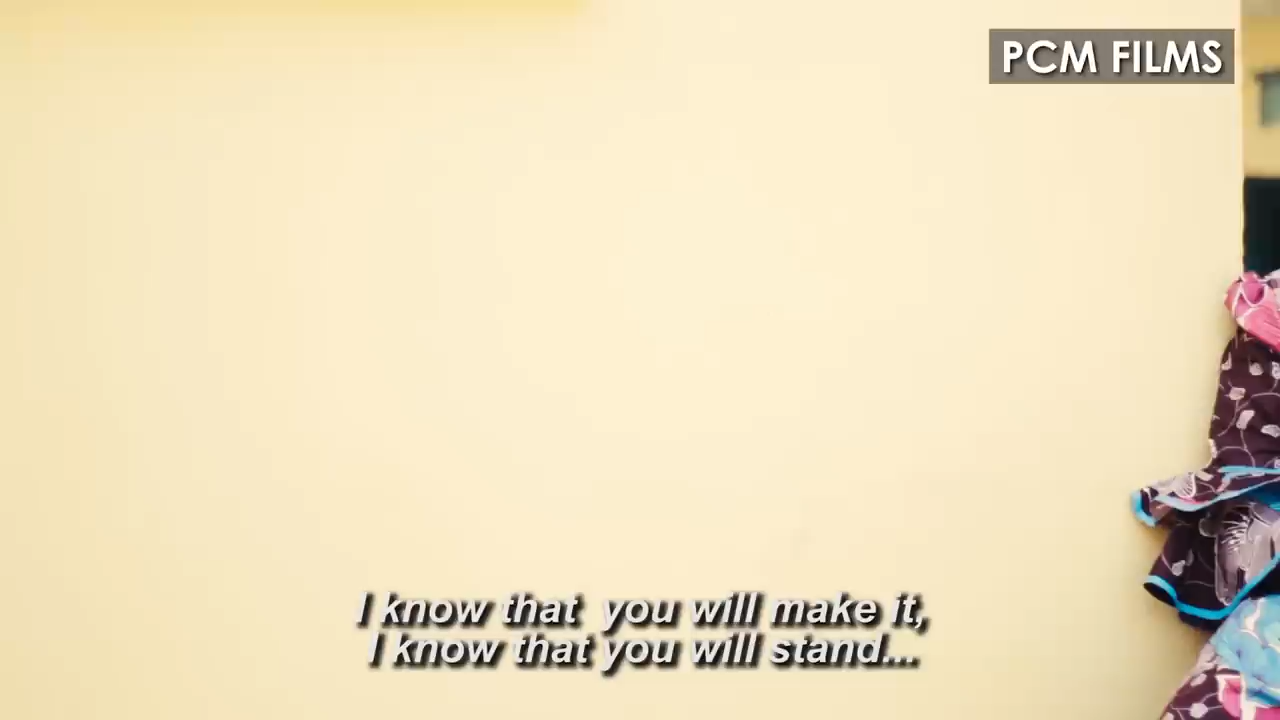 PCM FILMS
I know that you will make it,
I know that you will stand...